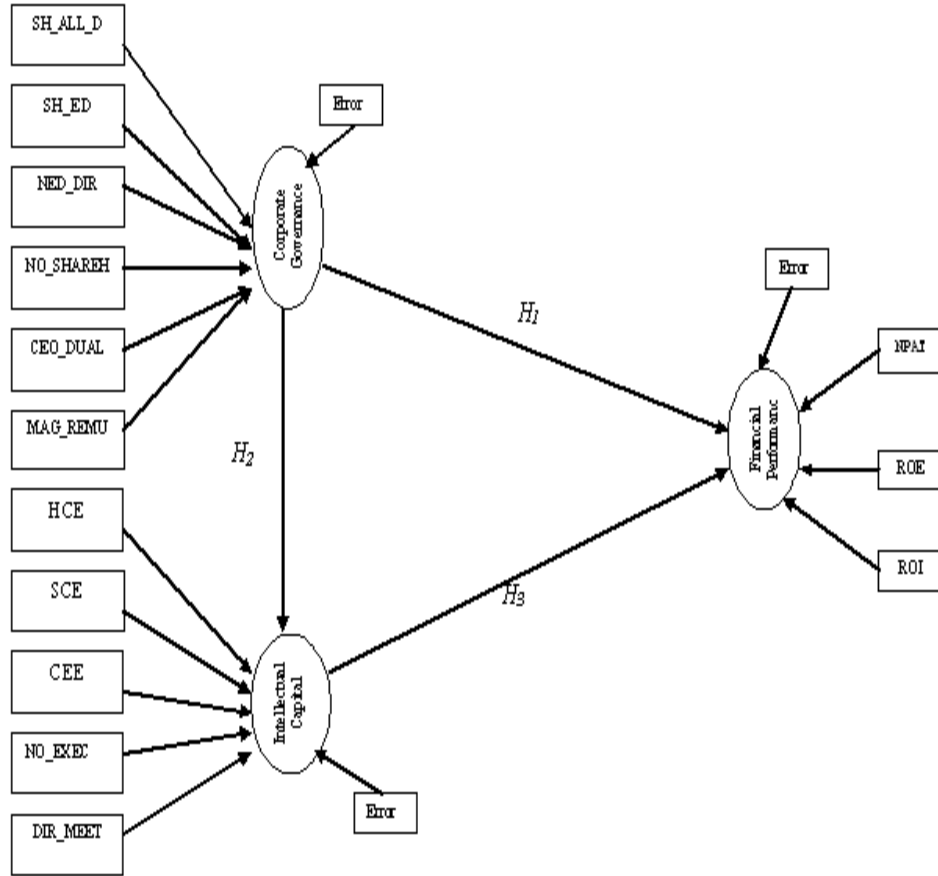 SH_ALL_D
SH_ED
NED_DIR
NO_SHAREH
CEO_DUAL
MAG_REMU
HCE
SCE
CEE
NO_EXEC
DIR_MEET
Error
Corporate
Governance
H1
H2
H3
Intellectual
Capital
Error
Error
Financial
Performanc
NPAT
ROE
ROI